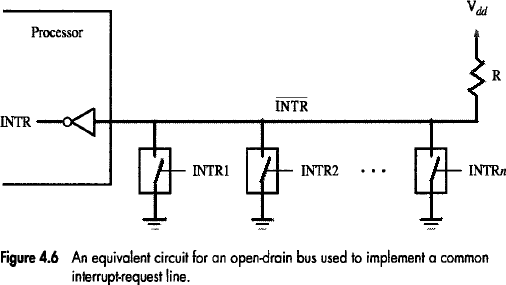 V_dd
Processor
R
INTR
I̅N̅T̅R̅
INTR1
INTR2
· · ·
INTRn
Figure 4.6 An equivalent circuit for an open-drain bus used to implement a common
interrupt-request line.